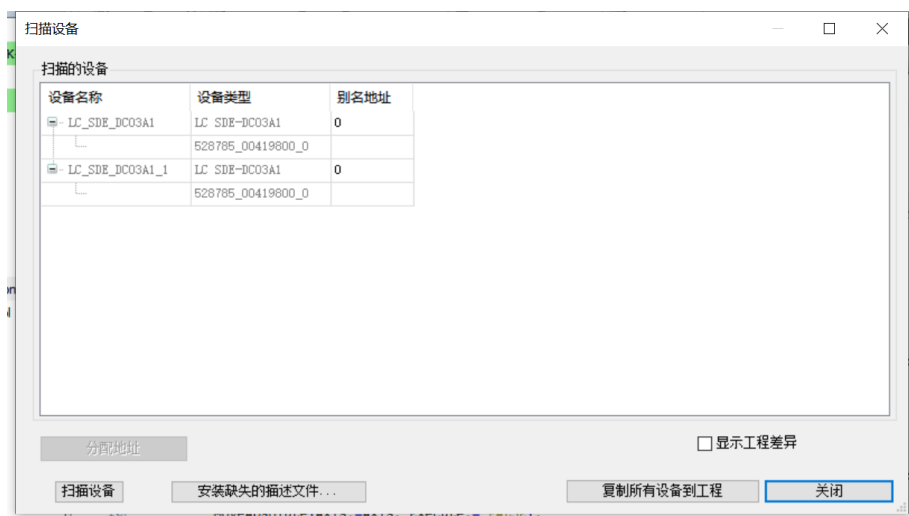 扫描设备
扫描的设备
设备名称 设备类型 别名地址
LC_SDE_DC03A1 LC SDE-DC03A1 0
528785_00419800_0
LC_SDE_DC03A1_1 LC SDE-DC03A1 0
528785_00419800_0
分配地址 显示工程差异
扫描设备 安装缺失的描述文件... 复制所有设备到工程 关闭